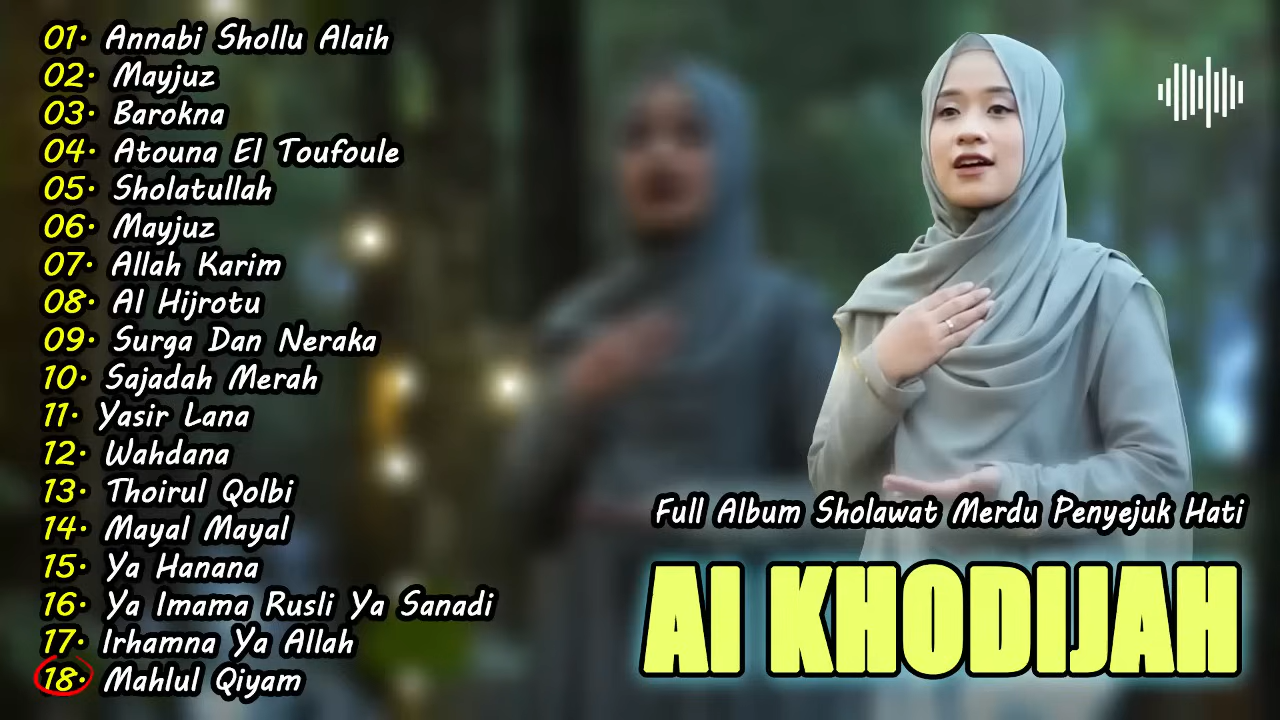 01. Annabi Shollu Alaih
02. Mayjuz
03. Barokna
04. Atouna El Toufoule
05. Sholatullah
06. Mayjuz
07. Allah Karim
08. Al Hijrotu
09. Surga Dan Neraka
10. Sajadah Merah
11. Yasir Lana
12. Wahdana
13. Thoirul Qolbi
14. Mayal Mayal
15. Ya Hanana
16. Ya Imama Rusli Ya Sanadi
17. Irhamna Ya Allah
18. Mahlul Qiyam
Full Album Sholawat Merdu Penyejuk Hati
AI KHODIJAH